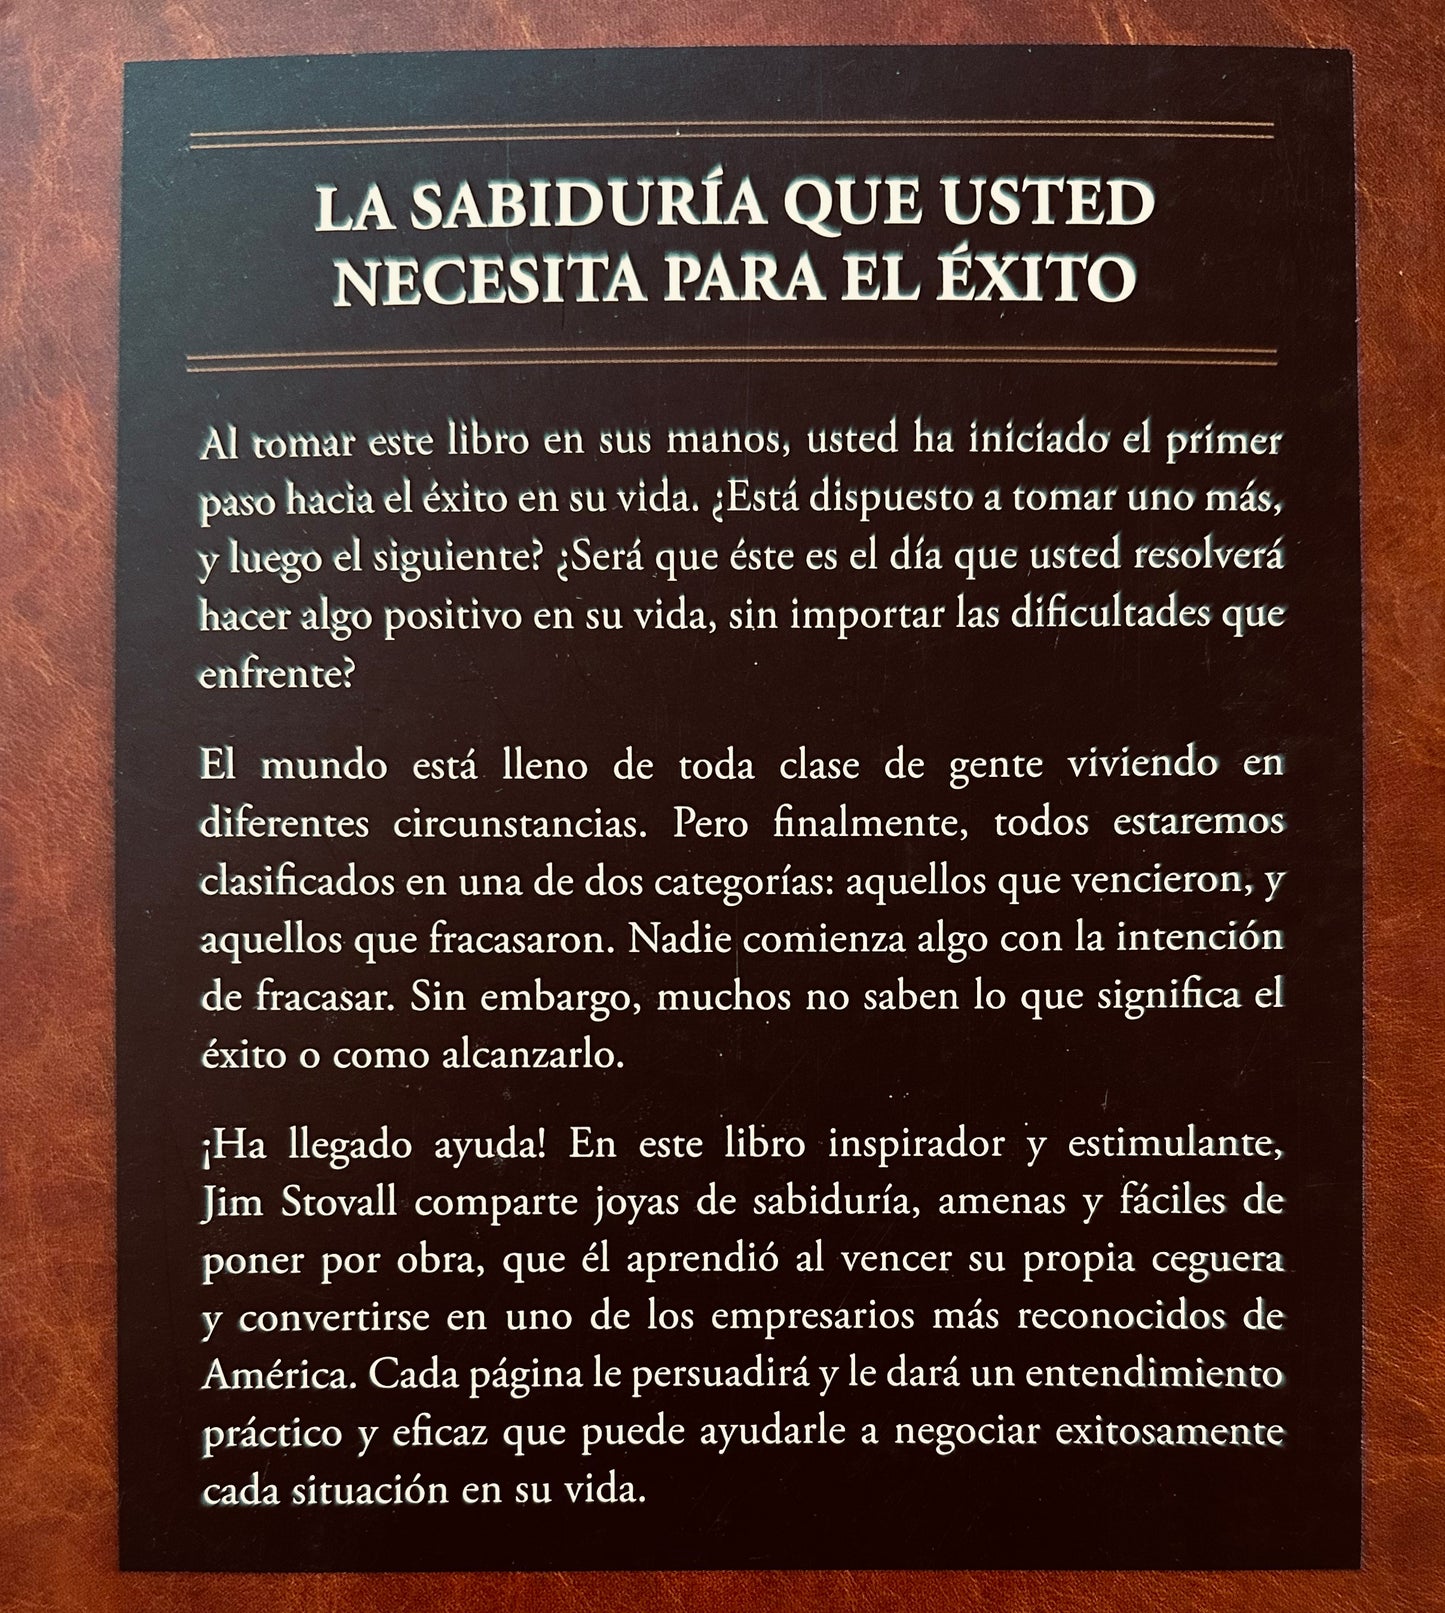 LA SABIDURÍA QUE USTED
NECESITA PARA EL ÉXITO
Al tomar este libro en sus manos, usted ha iniciado el primer
paso hacia el éxito en su vida. ¿Está dispuesto a tomar uno más,
y luego el siguiente? ¿Será que éste es el día que usted resolverá
hacer algo positivo en su vida, sin importar las dificultades que
enfrente?
El mundo está lleno de toda clase de gente viviendo en
diferentes circunstancias. Pero finalmente, todos estaremos
clasificados en una de dos categorías: aquellos que vencieron, y
aquellos que fracasaron. Nadie comienza algo con la intención
de fracasar. Sin embargo, muchos no saben lo que significa el
éxito o como alcanzarlo.
¡Ha llegado ayuda! En este libro inspirador y estimulante,
Jim Stovall comparte joyas de sabiduría, amenas y fáciles de
poner por obra, que él aprendió al vencer su propia ceguera
y convertirse en uno de los empresarios más reconocidos de
América. Cada página le persuadirá y le dará un entendimiento
práctico y eficaz que puede ayudarle a negociar exitosamente
cada situación en su vida.